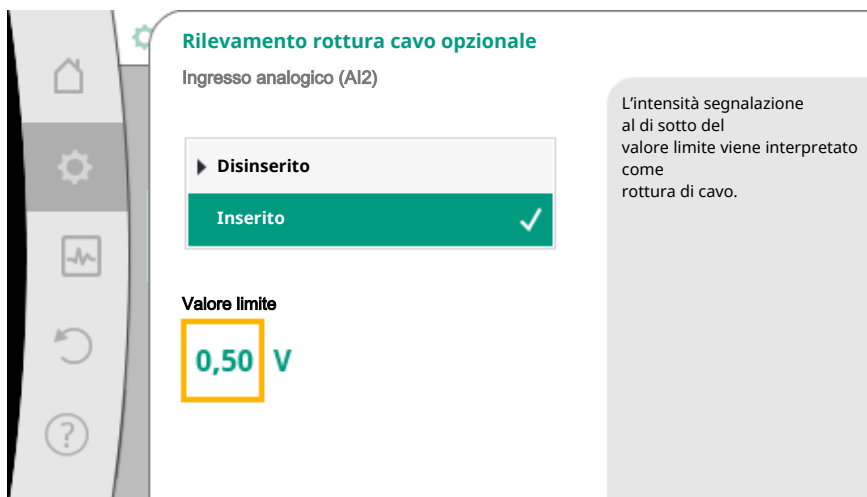 Rilevamento rottura cavo opzionale
Ingresso analogico (AI2)
Disinserito
Inserito
Valore limite
0,50 V
L'intensità segnalazione
al di sotto del
valore limite viene interpretato
come
rottura di cavo.
?